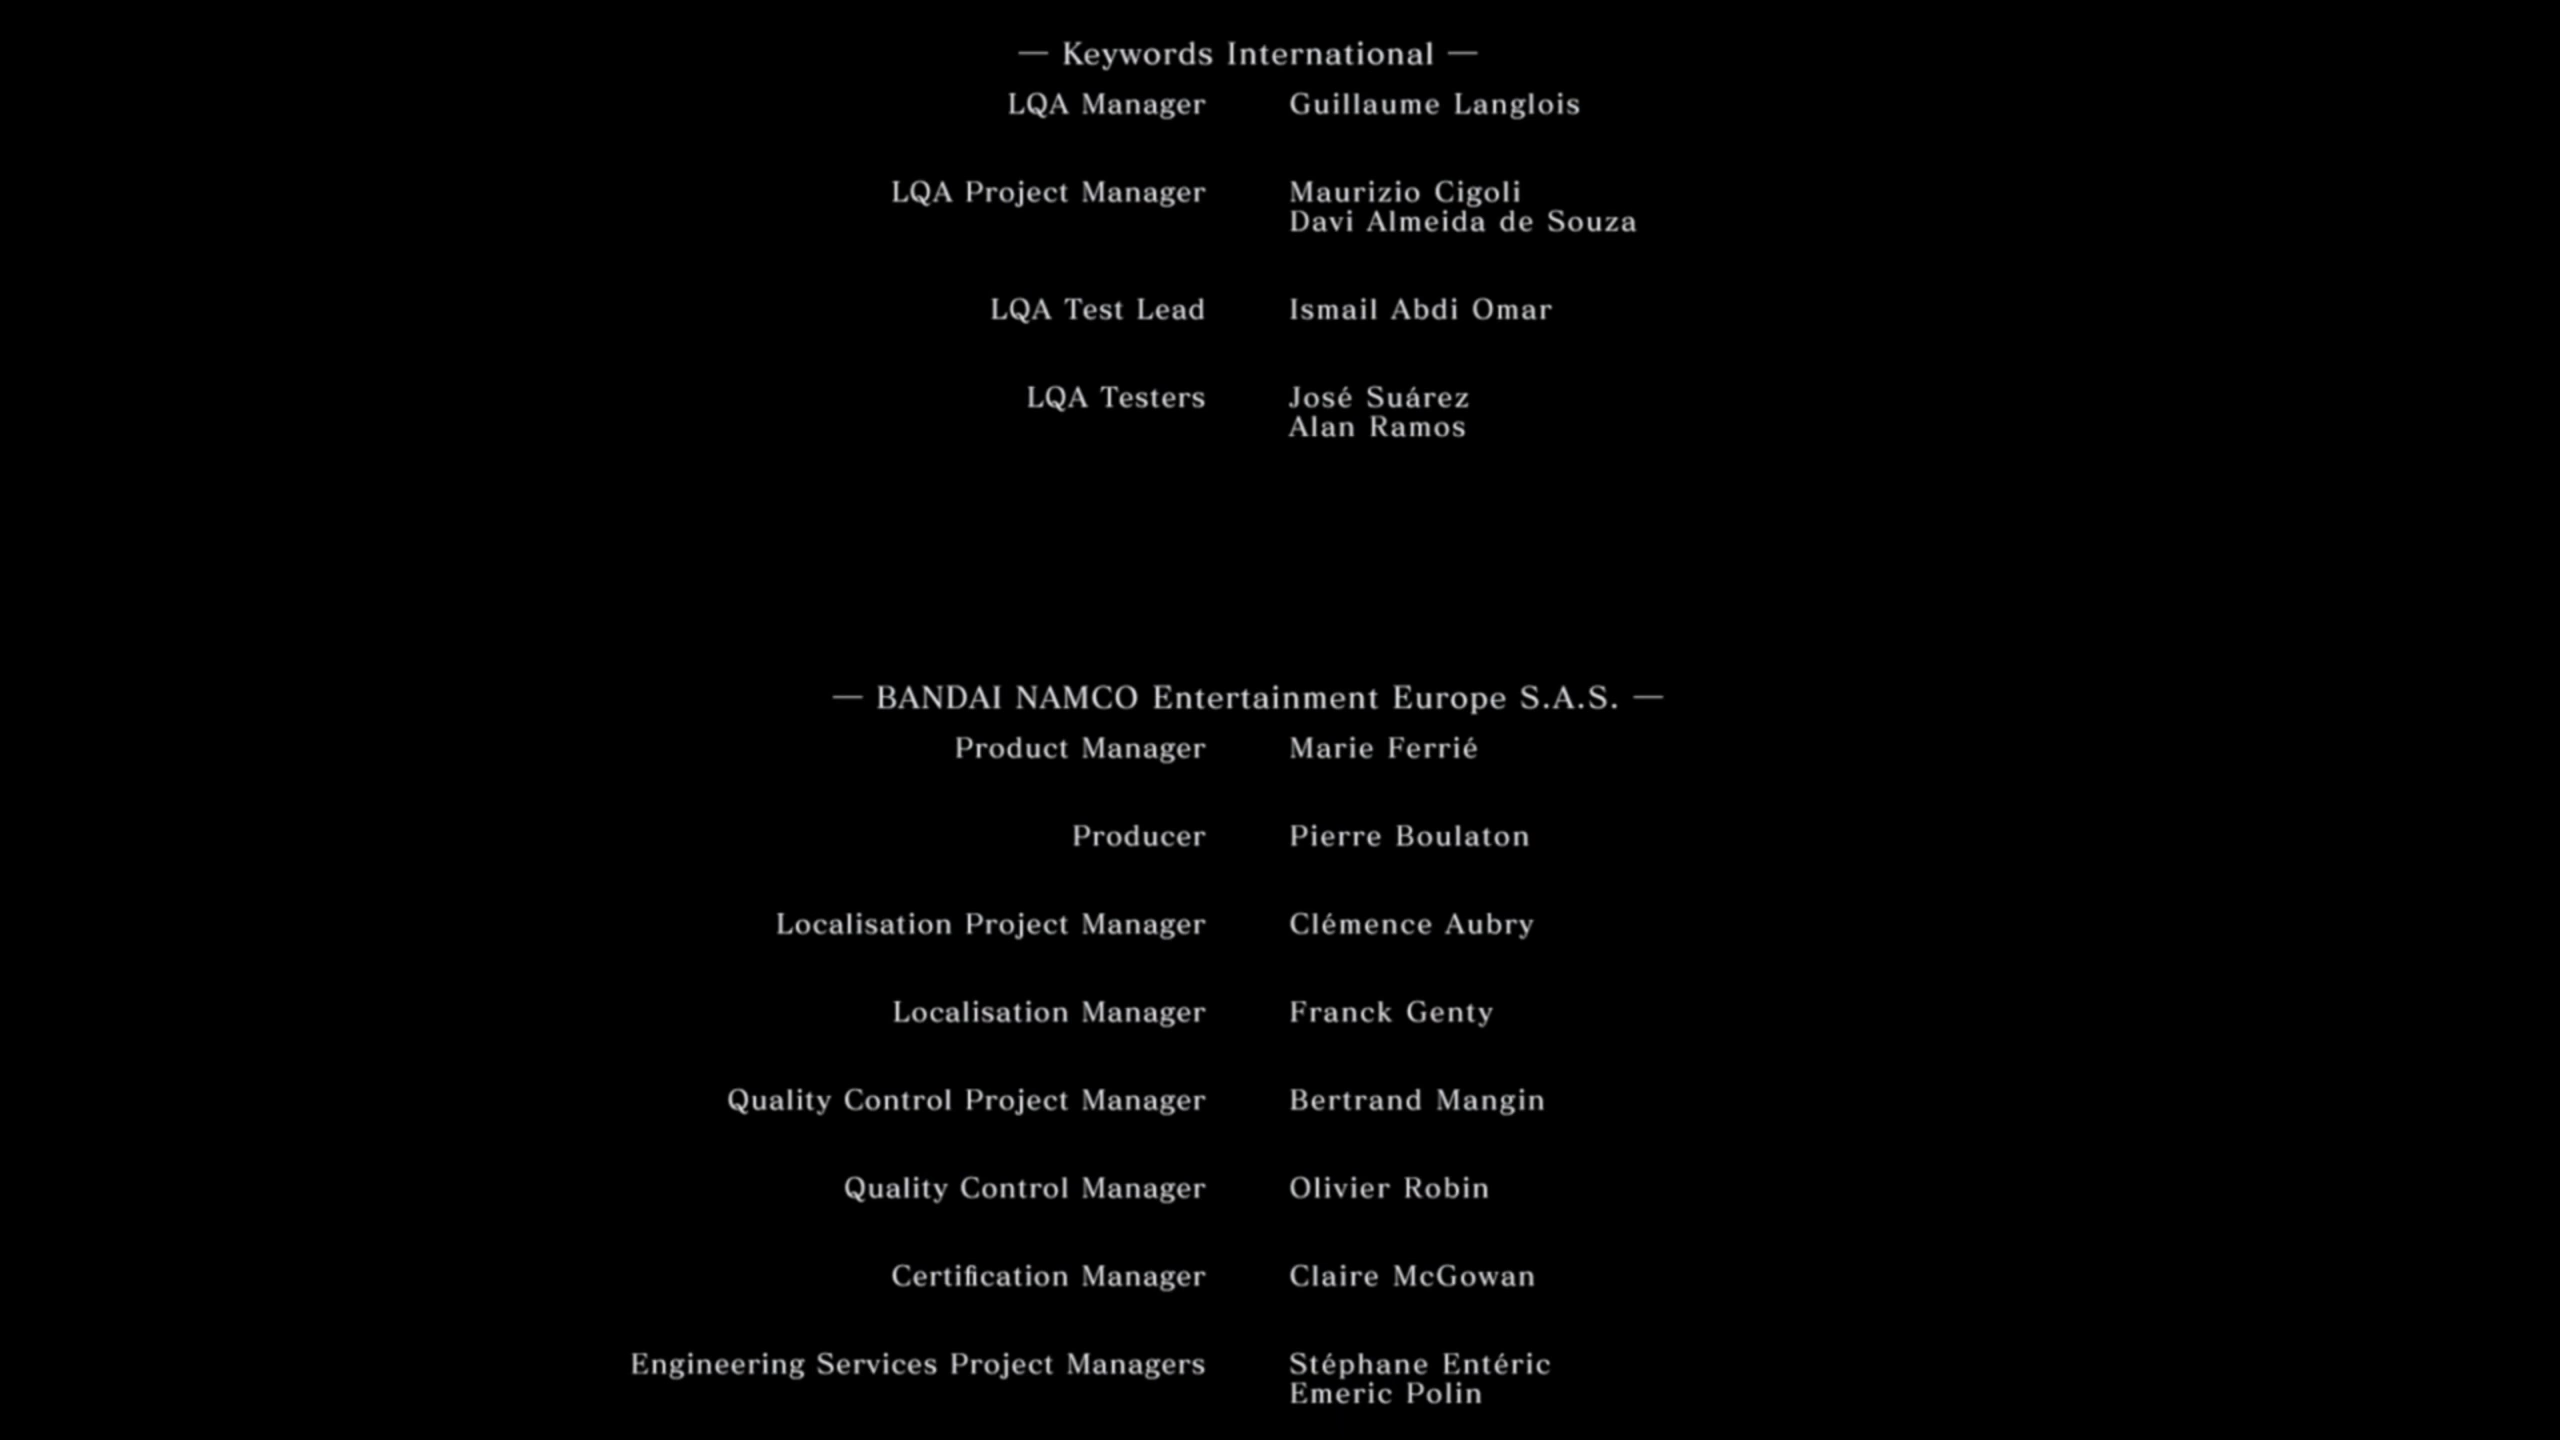 — Keywords International —
LQA Manager Guillaume Langlois
LQA Project Manager Maurizio Cigoli
Davi Almeida de Souza
LQA Test Lead Ismail Abdi Omar
LQA Testers José Suárez
Alan Ramos
— BANDAI NAMCO Entertainment Europe S.A.S. —
Product Manager Marie Ferrié
Producer Pierre Boulaton
Localisation Project Manager Clémence Aubry
Localisation Manager Franck Genty
Quality Control Project Manager Bertrand Mangin
Quality Control Manager Olivier Robin
Certification Manager Claire McGowan
Engineering Services Project Managers Stéphane Entéric
Emeric Polin